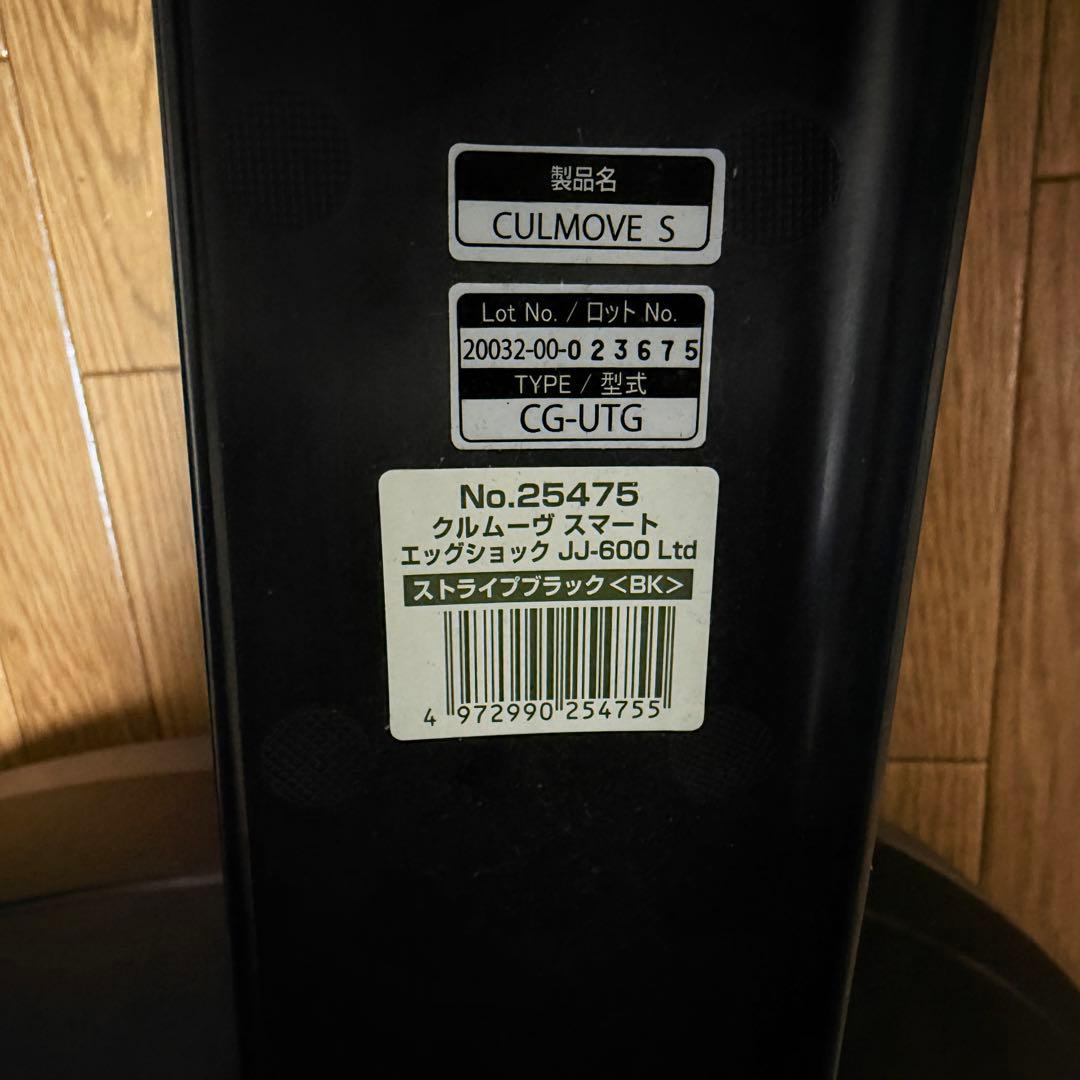 製品名
CULMOVE S
Lot No. / ロット No.
20032-00-023675
TYPE / 型式
CG-UTG
No.25475
クルムーヴ スマート
エッグショック JJ-600 Ltd
ストライプブラック<BK>
4 972990 254755